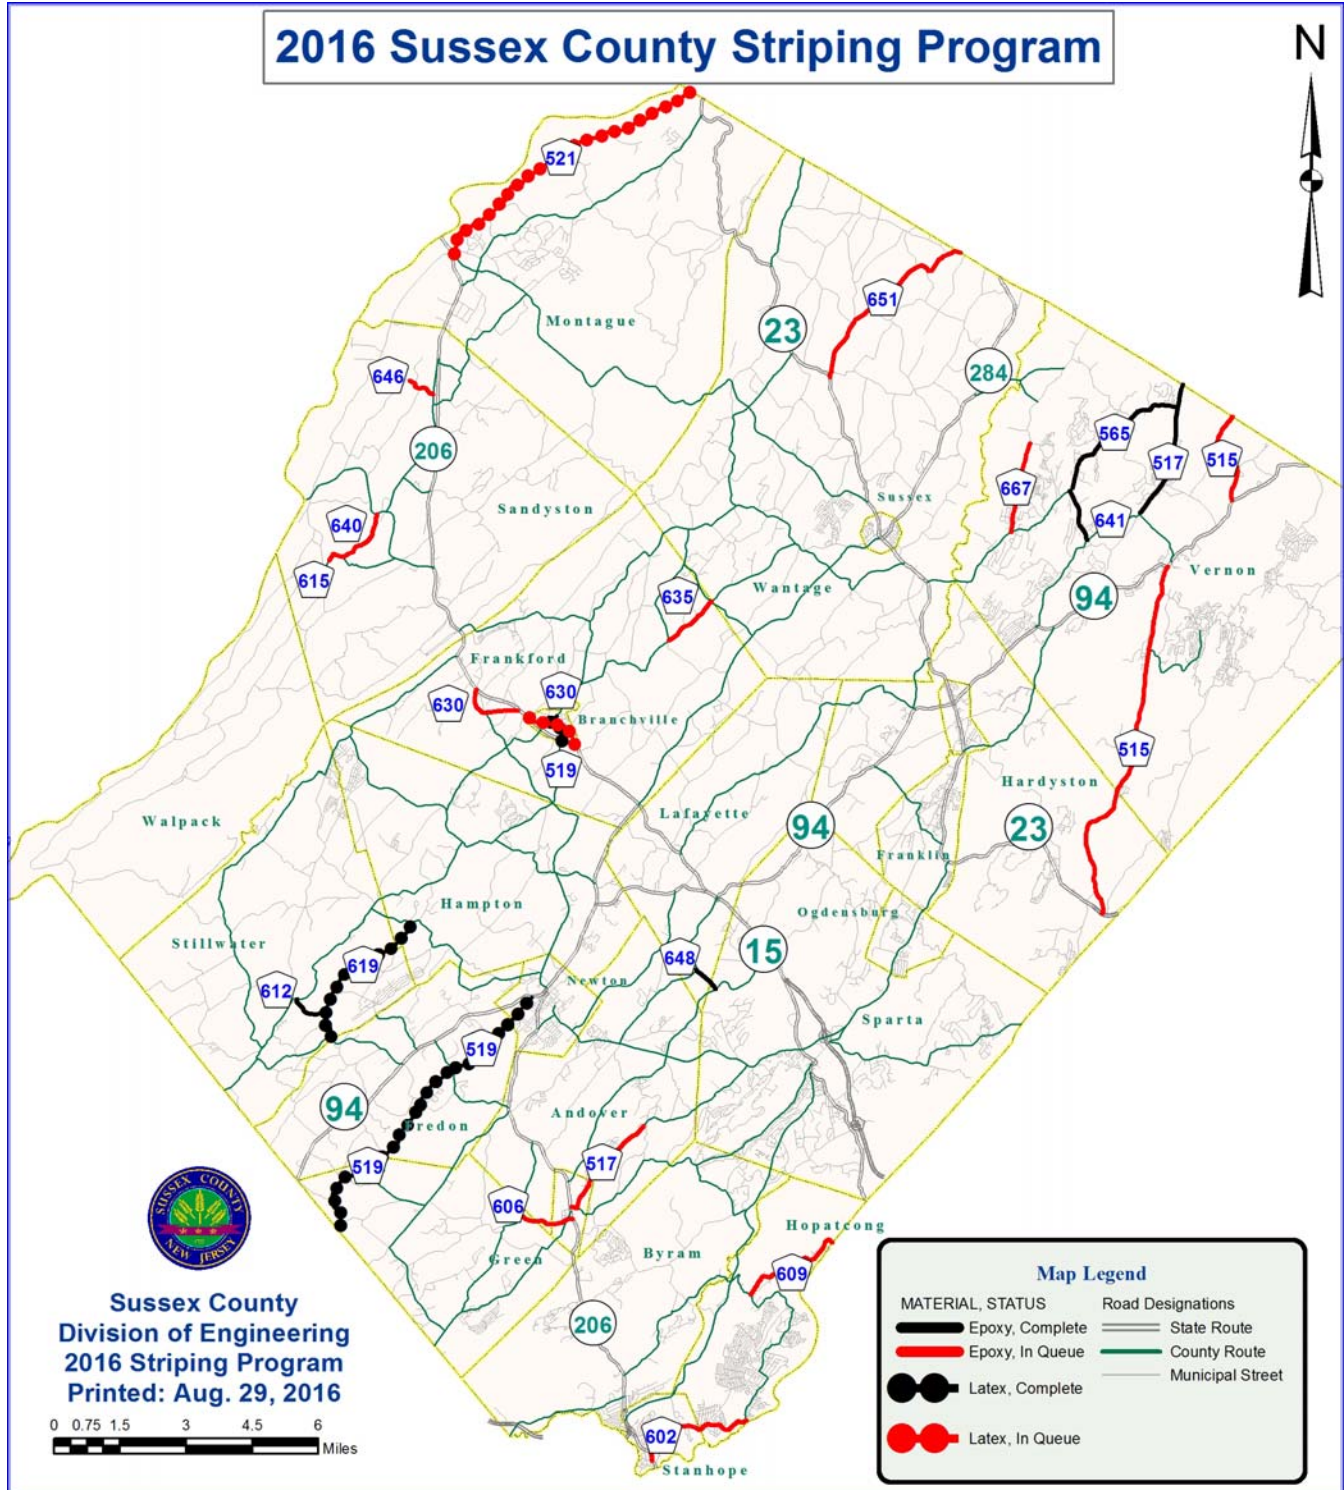 2016 Sussex County Striping Program
N
521
Montague
23
651
284
646
206
565
517
515
667
641
Sussex
Sandyston
640
615
635
Wantage
94
Vernon
Frankford
630
630
Branchville
519
515
Hardyston
Lafayette
94
23
Walpack
Franklin
Hampton
Ogdensburg
Stillwater
619
648
15
612
Newton
Sparta
519
94
Fredon
Andover
519
517
606
Hopatcong
Green
Byram
609
206
602
Stanhope
SUSSEX COUNTY
NEW JERSEY
Sussex County
Division of Engineering
2016 Striping Program
Printed: Aug. 29, 2016
0 0.75 1.5 3 4.5 6
Miles
Map Legend
MATERIAL, STATUS Road Designations
Epoxy, Complete State Route
Epoxy, In Queue County Route
Municipal Street
Latex, Complete
Latex, In Queue